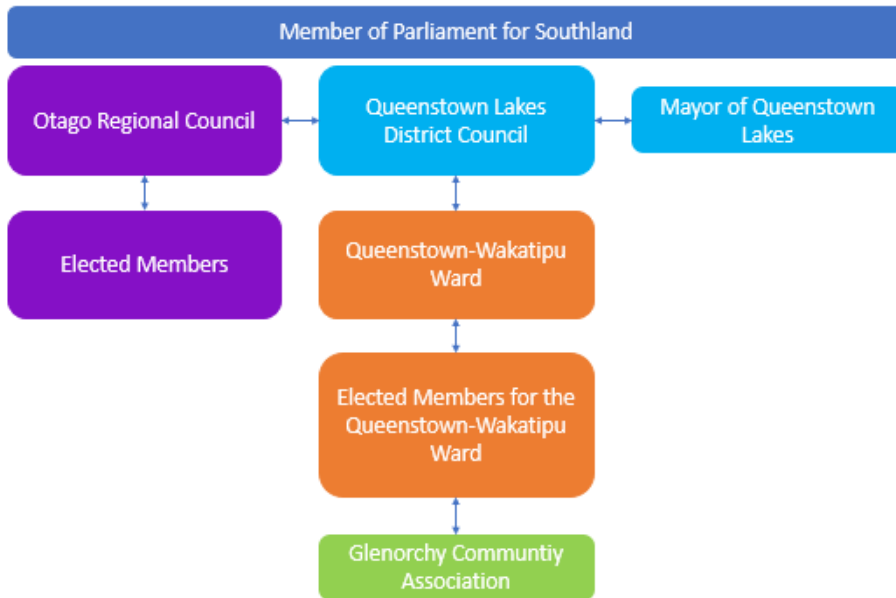 Member of Parliament for Southland
Otago Regional Council
Queenstown Lakes
District Council
Mayor of Queenstown
Lakes
Elected Members
Queenstown-Wakatipu
Ward
Elected Members for the
Queenstown-Wakatipu
Ward
Glenorchy Communtiy
Association